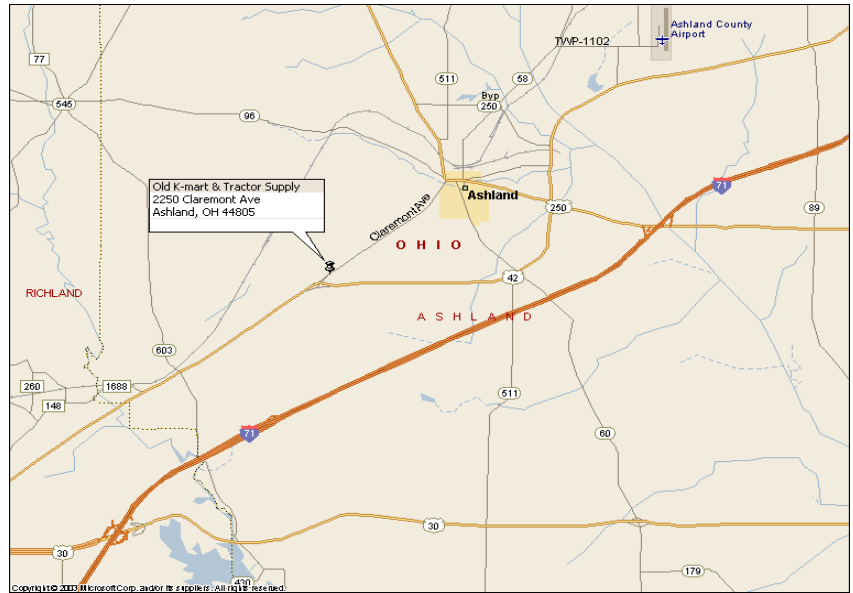 Ashland County
Airport
TWP-1102
77
511
58
Byp
250
545
96
Old K-mart & Tractor Supply
2250 Claremont Ave
Ashland, OH 44805
Claremont Ave
Ashland
71
250
89
OHIO
42
RICHLAND
ASHLAND
603
260
1688
148
511
71
60
30
30
179
430
Copyright © 2003 Microsoft Corp. and/or its suppliers. All rights reserved.